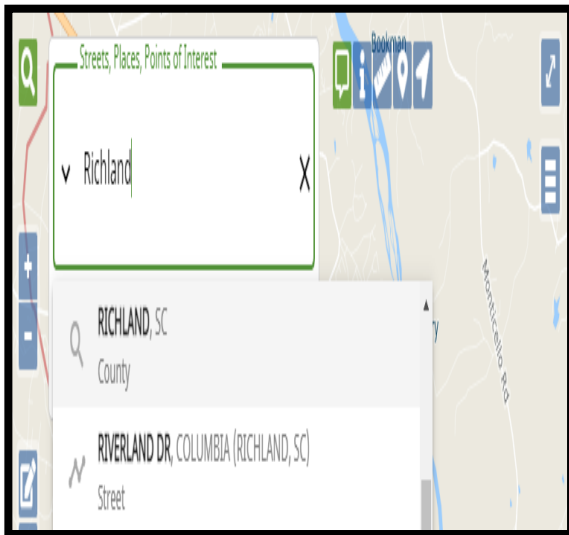 Streets, Places, Points of Interest
Bookman
Richland
X
i
+
-
RICHLAND, SC
County
RIVERLAND DR, COLUMBIA (RICHLAND, SC)
Street
Monticello Rd